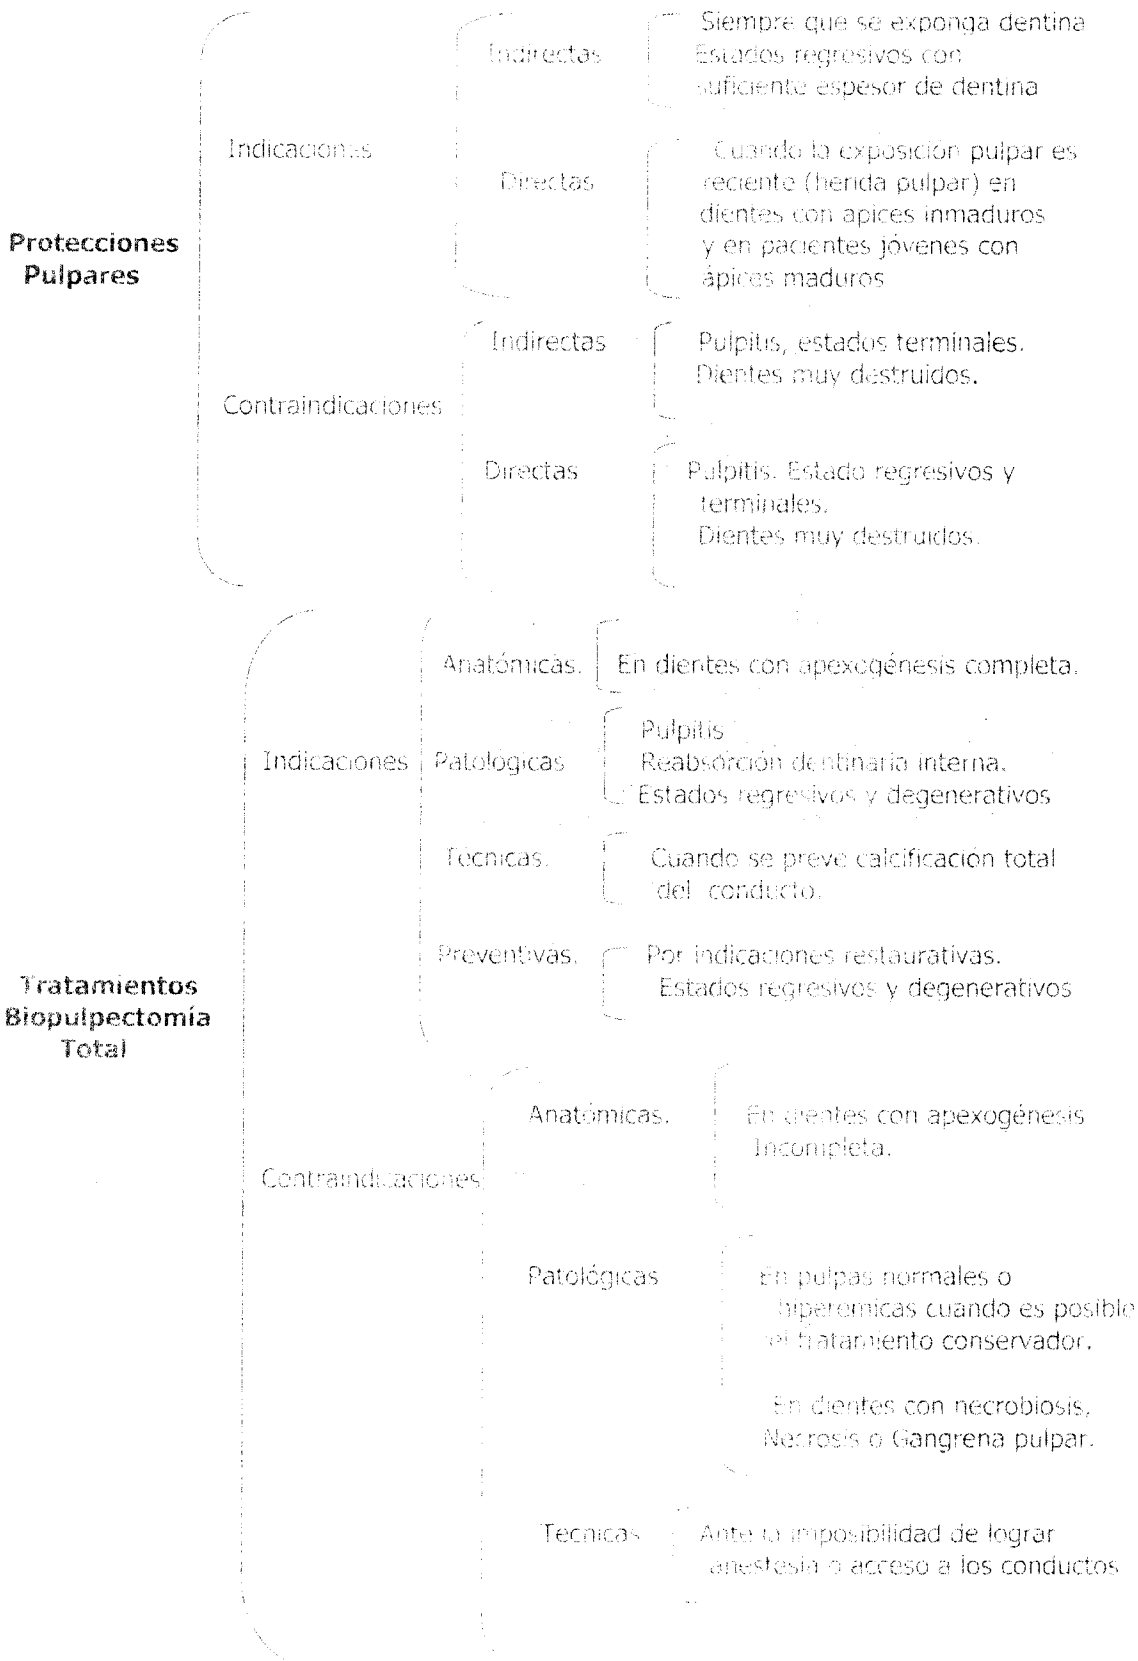 Protecciones
Pulpares
Indicaciones
Indirectas
Siempre que se exponga dentina
Estados regresivos con
suficiente espesor de dentina
Directas
Cuando la exposición pulpar es
reciente (herida pulpar) en
dientes con apices inmaduros
y en pacientes jóvenes con
ápices maduros
Contraindicaciones
Indirectas
Pulpitis, estados terminales.
Dientes muy destruidos.
Directas
Pulpitis. Estado regresivos y
terminales.
Dientes muy destruidos.
Tratamientos
Biopulpectomía
Total
Indicaciones
Anatómicas.
En dientes con apexogénesis completa.
Patológicas
Pulpitis
Reabsorción dentinaria interna.
Estados regresivos y degenerativos
Técnicas.
Cuando se preve calcificación total
del conducto.
Preventivas.
Por indicaciones restaurativas.
Estados regresivos y degenerativos
Contraindicaciones
Anatómicas.
En dientes con apexogénesis
Incompleta.
Patológicas
En pulpas normales o
hiperemicas cuando es posible
el tratamiento conservador.
En dientes con necrobiosis,
Necrosis o Gangrena pulpar.
Tecnicas
Ante la imposibilidad de lograr
anestesia o acceso a los conductos